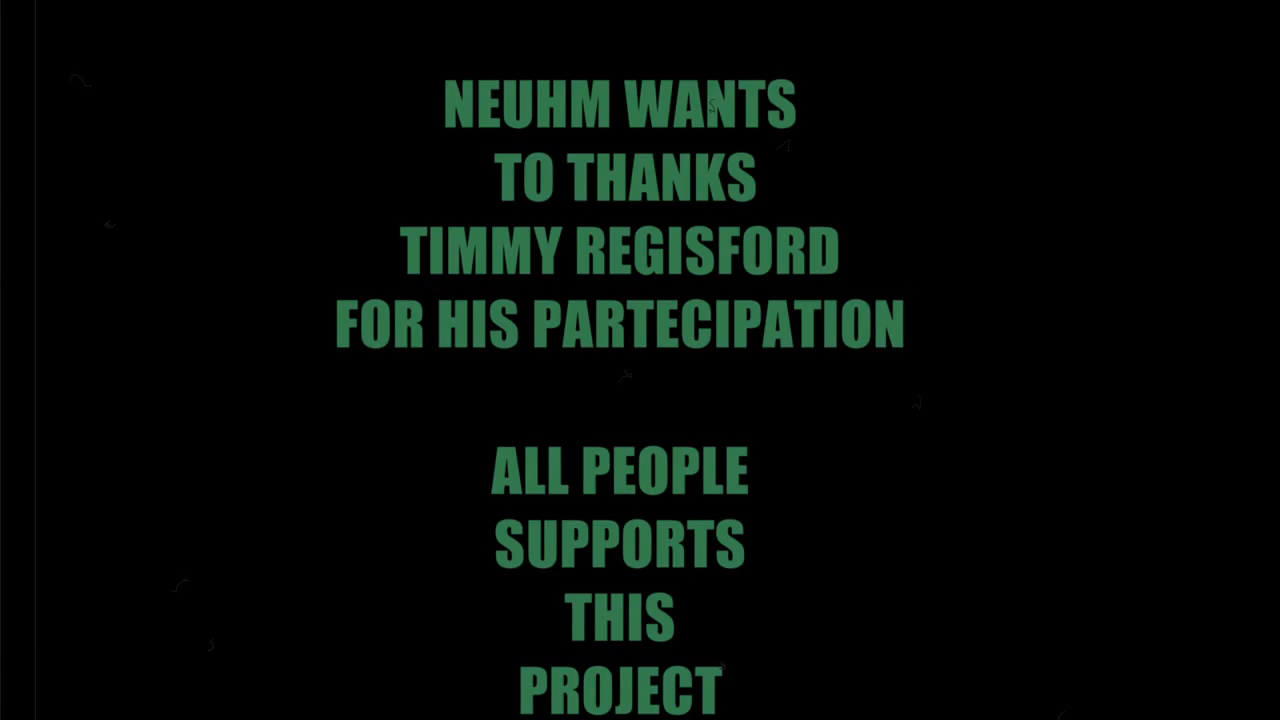 NEUHM WANTS
TO THANKS
TIMMY REGISFORD
FOR HIS PARTECIPATION
ALL PEOPLE
SUPPORTS
THIS
PROJECT